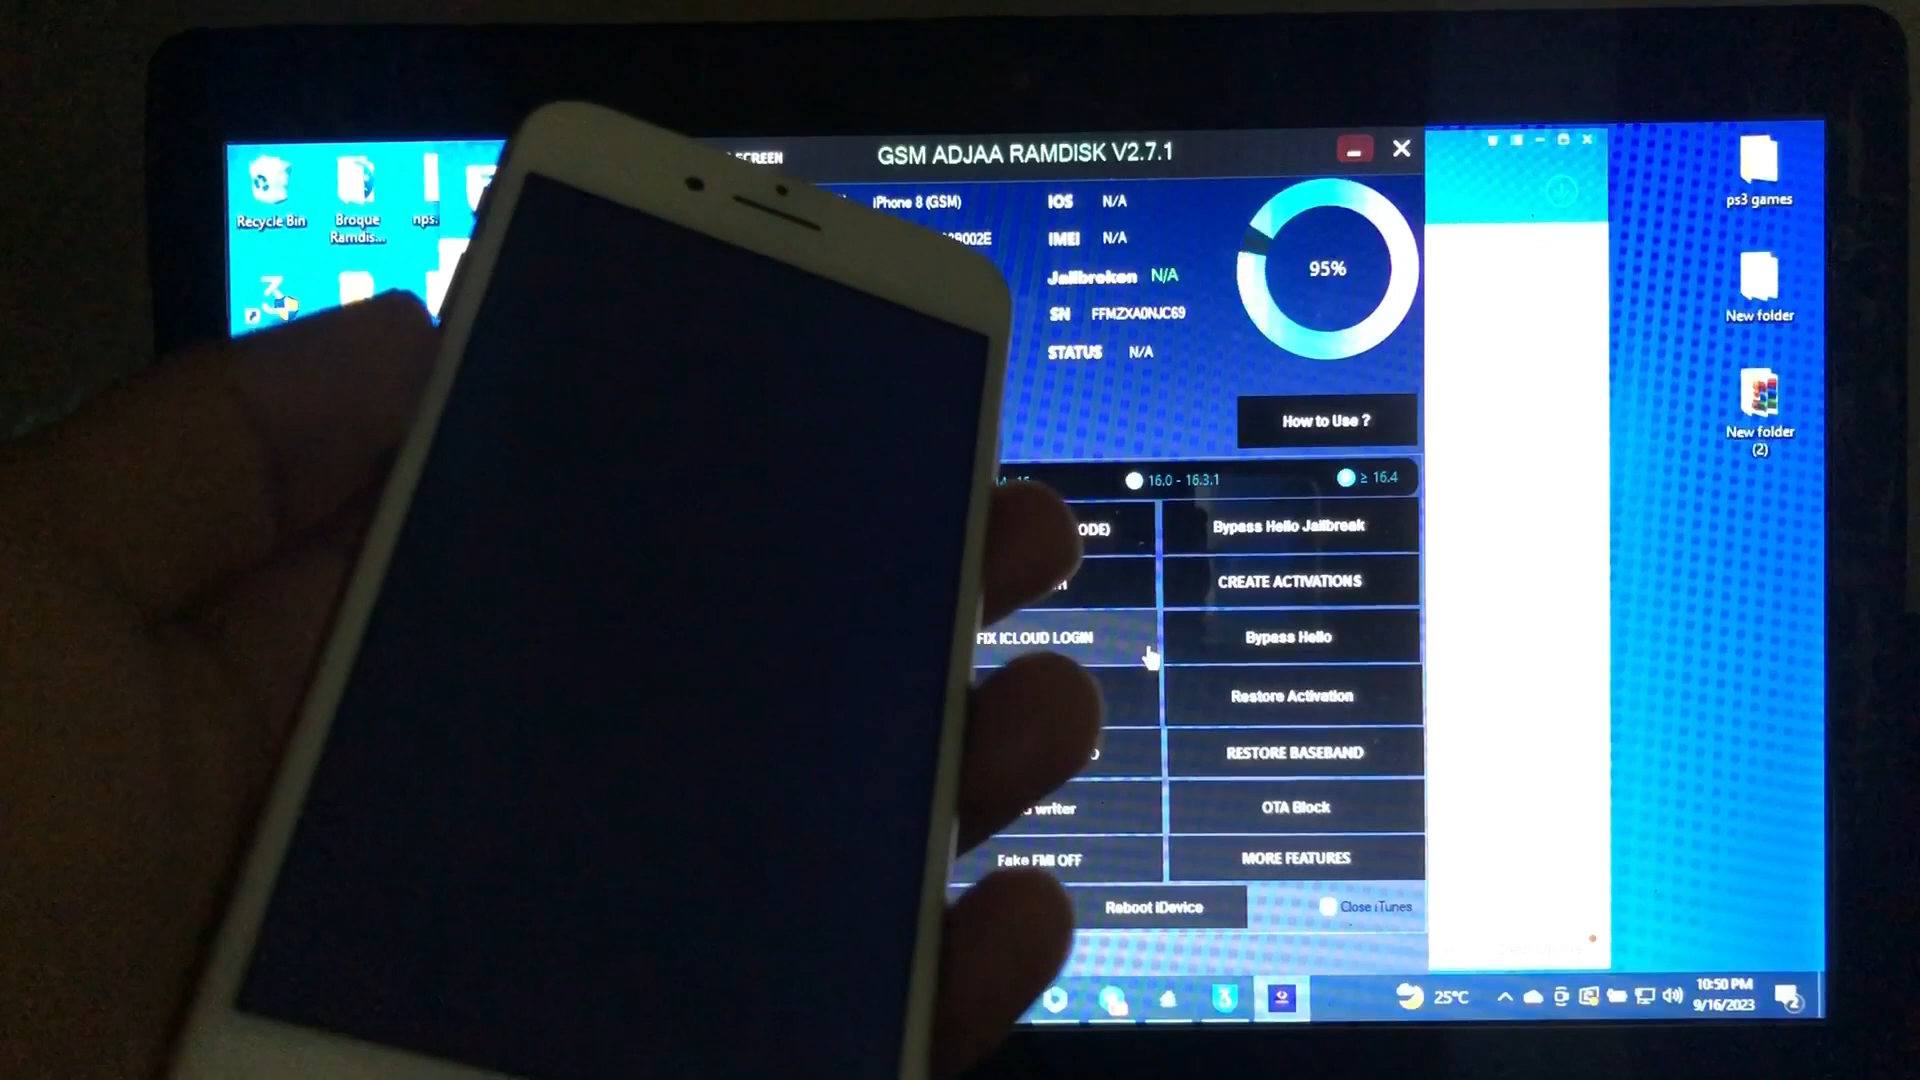 SCREEN
GSM ADJAA RAMDISK V2.7.1
Recycle Bin
Broque
Ramdis...
nps.
iPhone 8 (GSM)
IOS N/A
IMEI N/A
Jailbroken N/A
SN FFMZXA0NJC69
STATUS N/A
95%
ps3 games
New folder
New folder
(2)
How to Use ?
16.0 - 16.3.1
≥ 16.4
ODE)
Bypass Hello Jailbreak
CREATE ACTIVATIONS
FIX ICLOUD LOGIN
Bypass Hello
Restore Activation
RESTORE BASEBAND
writer
OTA Block
Fake FMI OFF
MORE FEATURES
Reboot iDevice
Close iTunes
25°C
10:50 PM
9/16/2023
2